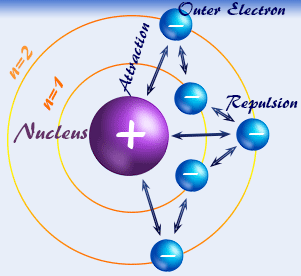 Outer Electron
Attraction
n=2
n=1
Repulsion
Nucleus
+
−
−
−
−
−